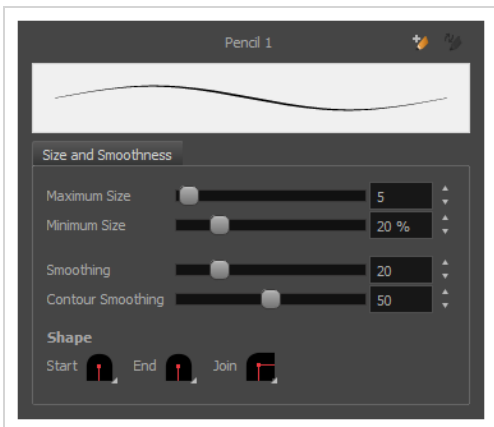 Pencil 1
Size and Smoothness
Maximum Size 5
Minimum Size 20 %
Smoothing 20
Contour Smoothing 50
Shape
Start End Join